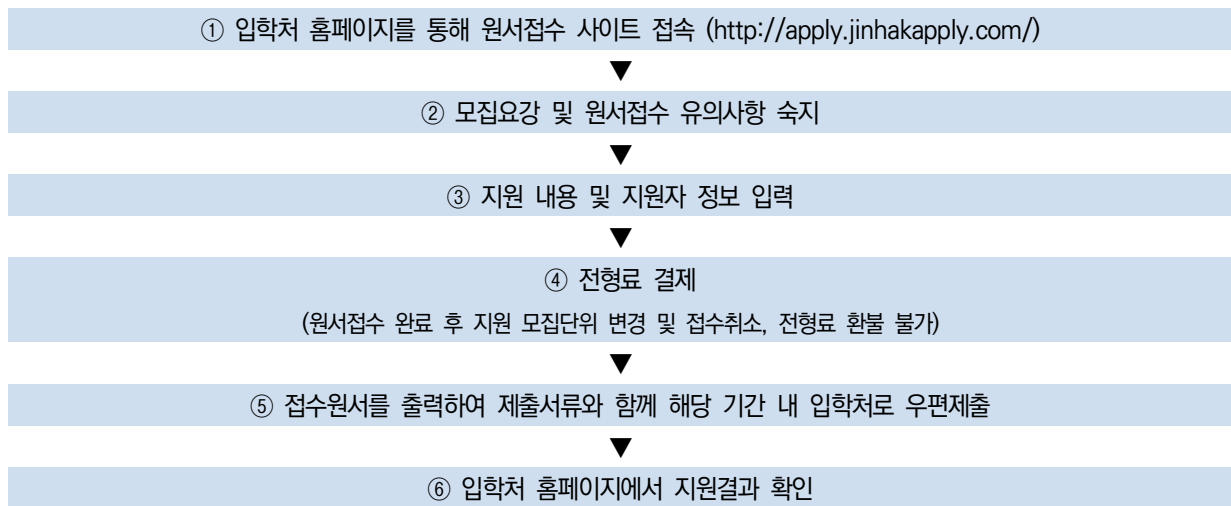 ① 입학처 홈페이지를 통해 원서접수 사이트 접속 (http://apply.jinhakapply.com/)
▼
② 모집요강 및 원서접수 유의사항 숙지
▼
③ 지원 내용 및 지원자 정보 입력
▼
④ 전형료 결제
(원서접수 완료 후 지원 모집단위 변경 및 접수취소, 전형료 환불 불가)
▼
⑤ 접수원서를 출력하여 제출서류와 함께 해당 기간 내 입학처로 우편제출
▼
⑥ 입학처 홈페이지에서 지원결과 확인